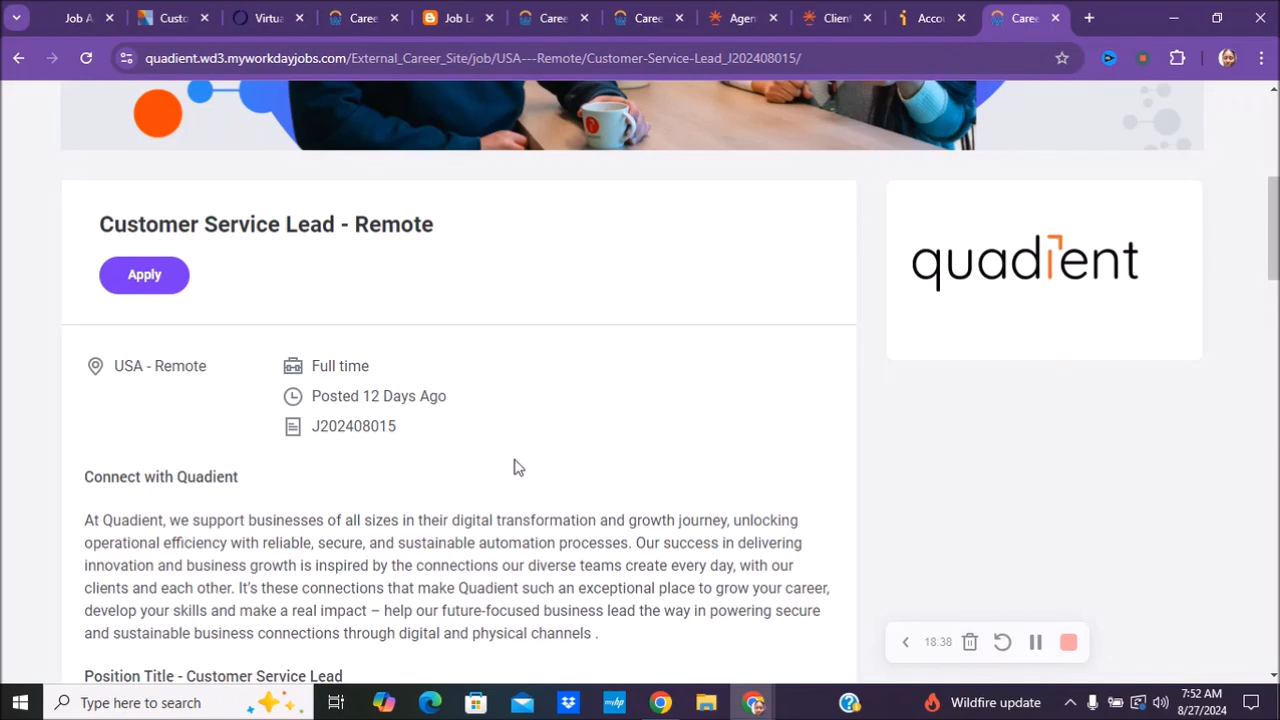 Job A
Custo
Virtua
Caree
Job L
Caree
Caree
Agen
Clien
Accou
Caree
quadient.wd3.myworkdayjobs.com/External_Career_Site/job/USA---Remote/Customer-Service-Lead_J202408015/
Customer Service Lead - Remote
Apply
quadient
USA - Remote
Full time
Posted 12 Days Ago
J202408015
Connect with Quadient
At Quadient, we support businesses of all sizes in their digital transformation and growth journey, unlocking
operational efficiency with reliable, secure, and sustainable automation processes. Our success in delivering
innovation and business growth is inspired by the connections our diverse teams create every day, with our
clients and each other. It's these connections that make Quadient such an exceptional place to grow your career,
develop your skills and make a real impact – help our future-focused business lead the way in powering secure
and sustainable business connections through digital and physical channels .
Position Title - Customer Service Lead
18:38
Type here to search
Wildfire update
7:52 AM
8/27/2024